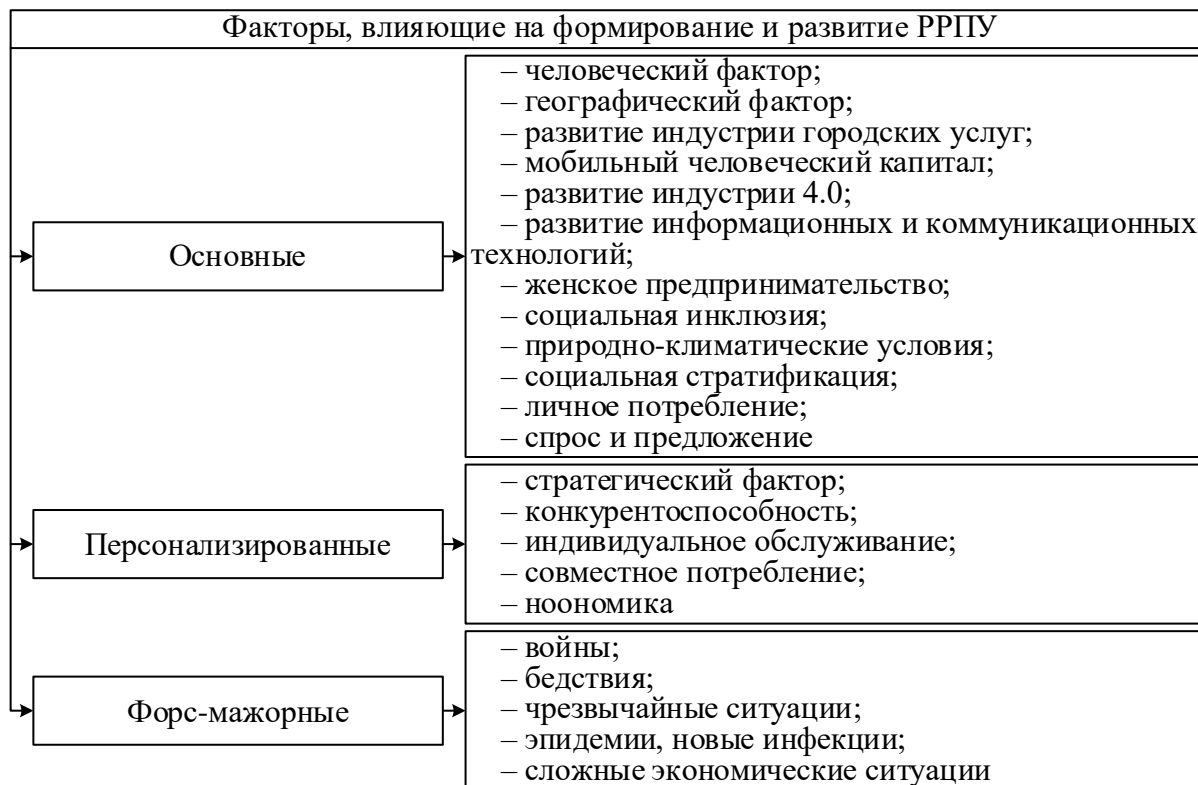 Факторы, влияющие на формирование и развитие РРПУ
Основные
– человеческий фактор;
– географический фактор;
– развитие индустрии городских услуг;
– мобильный человеческий капитал;
– развитие индустрии 4.0;
– развитие информационных и коммуникационных
технологий;
– женское предпринимательство;
– социальная инклюзия;
– природно-климатические условия;
– социальная стратификация;
– личное потребление;
– спрос и предложение
Персонализированные
– стратегический фактор;
– конкурентоспособность;
– индивидуальное обслуживание;
– совместное потребление;
– ноономика
Форс-мажорные
– войны;
– бедствия;
– чрезвычайные ситуации;
– эпидемии, новые инфекции;
– сложные экономические ситуации